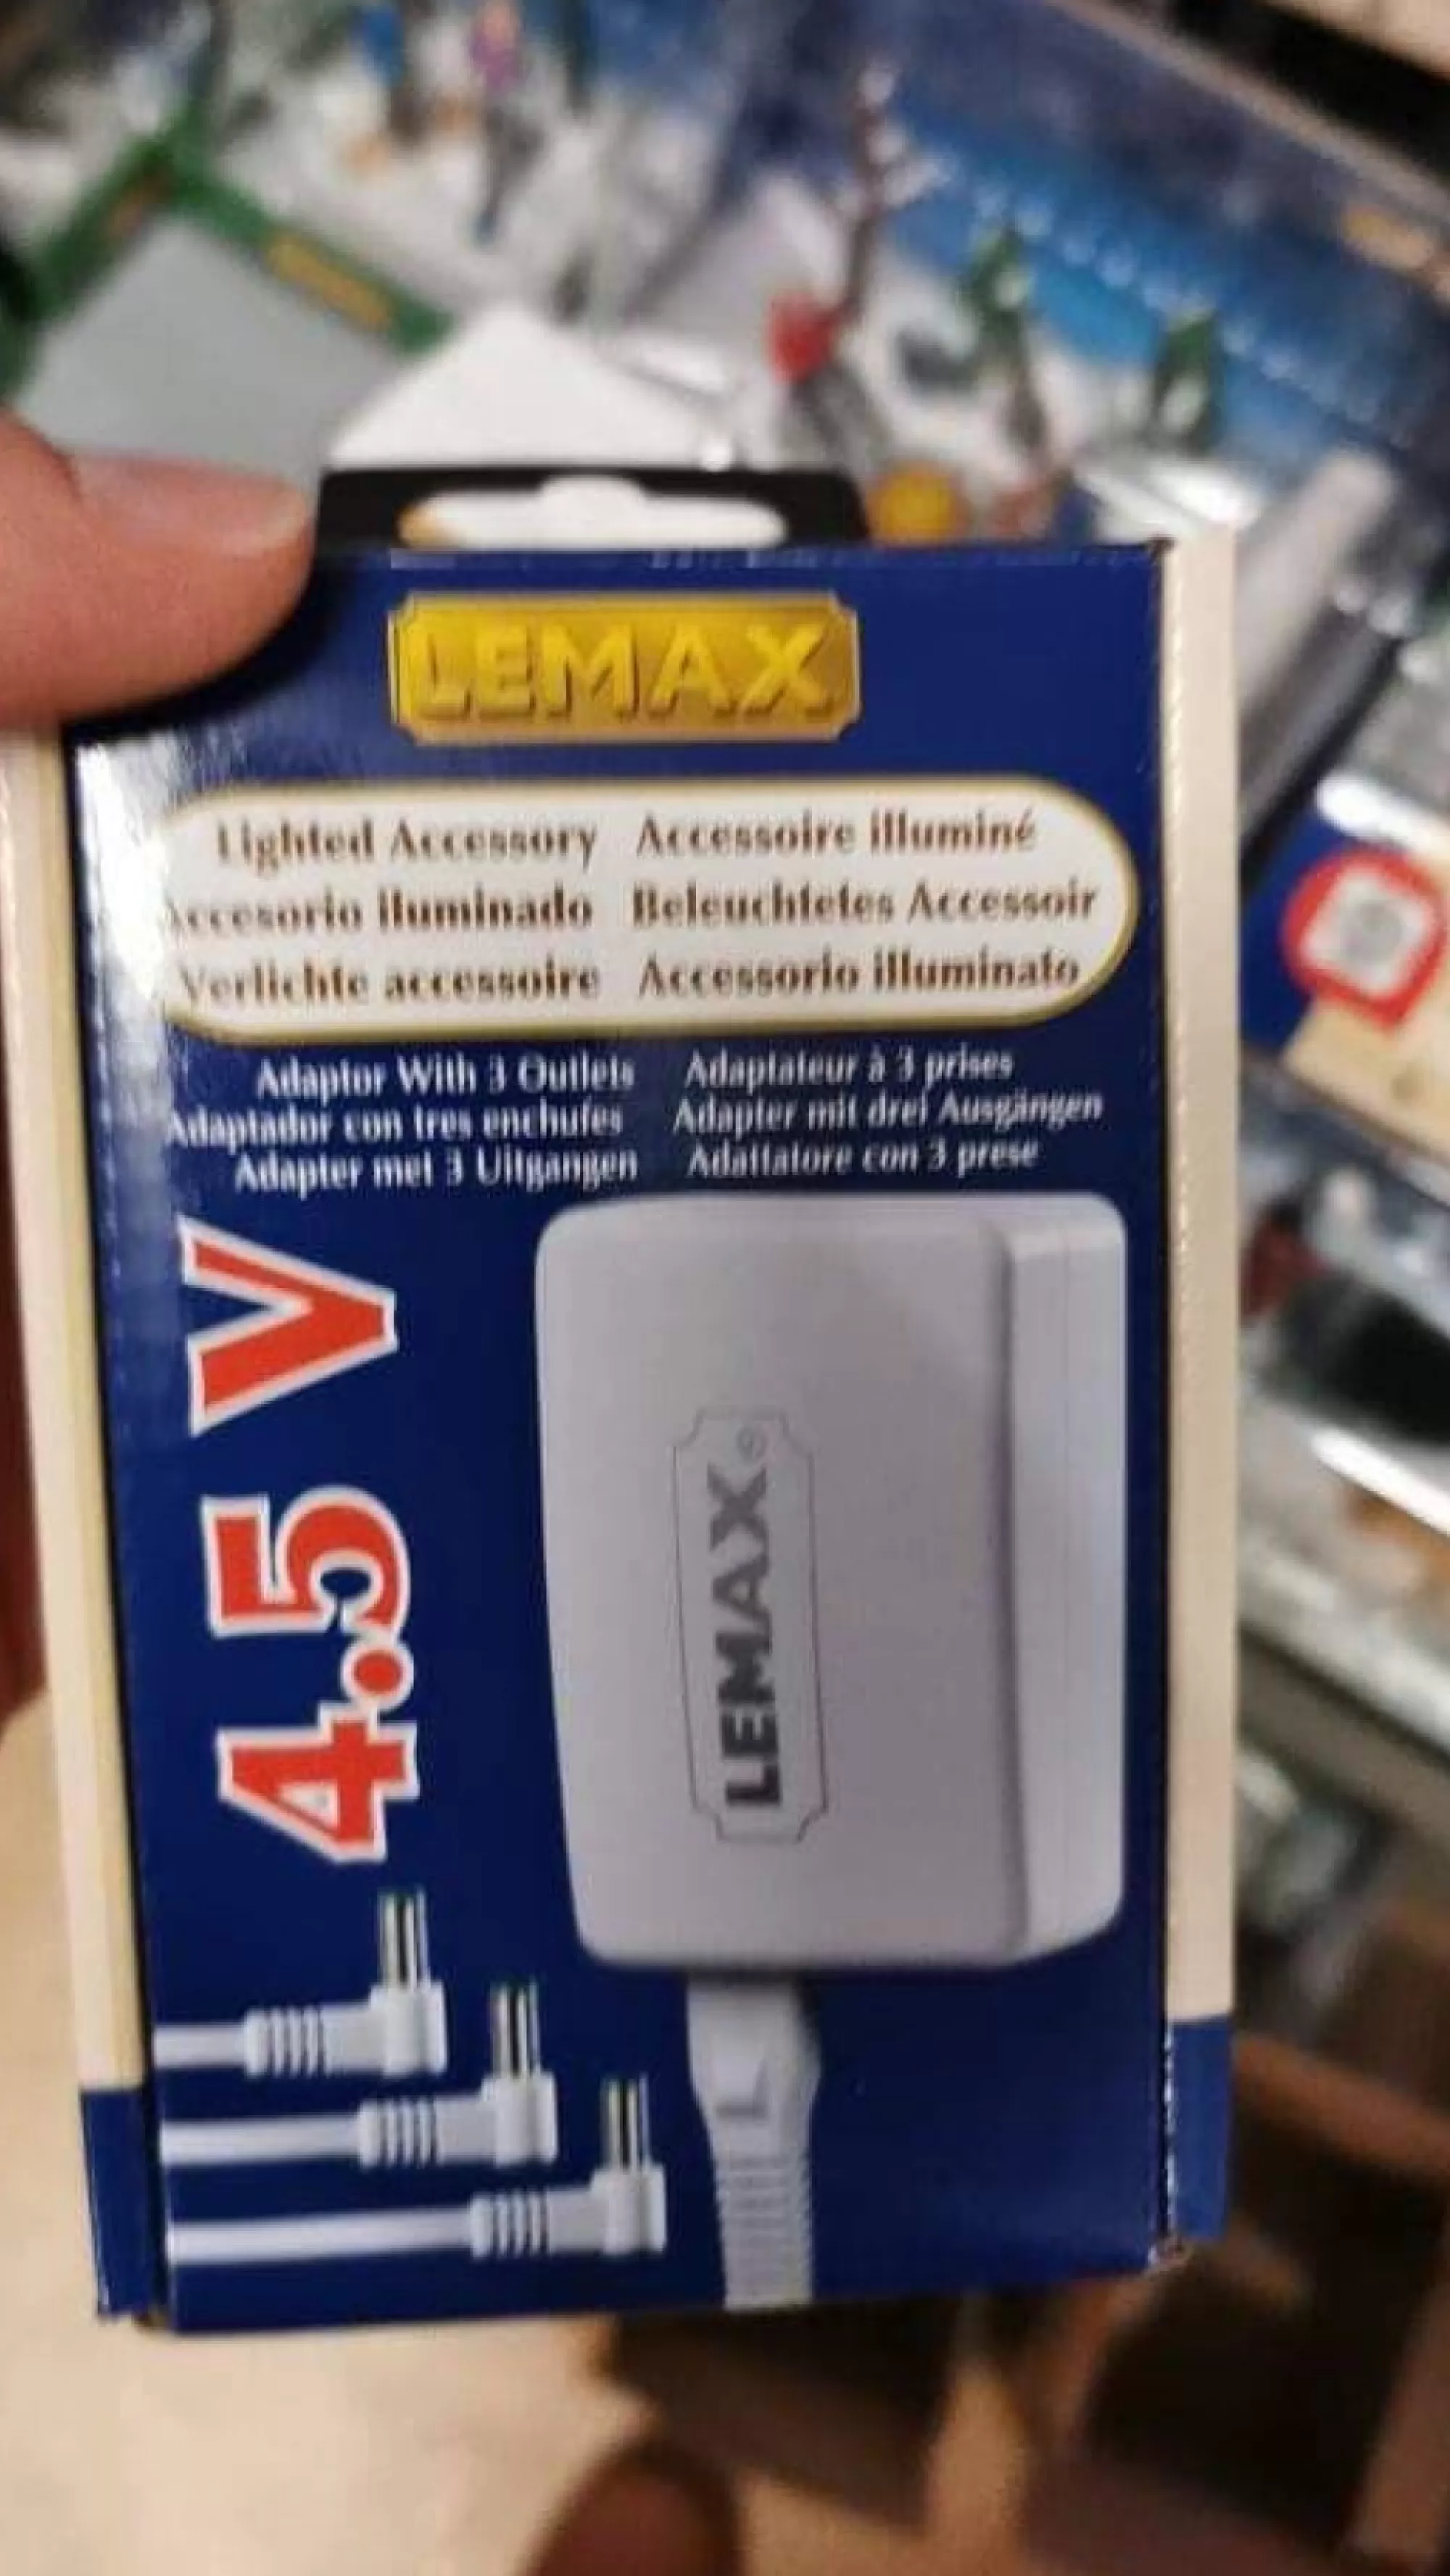 LEMAX
Lighted Accessory Accessoire illuminé
Accesorio iluminado Beleuchtetes Accessoir
Verlichte accessoire Accessorio illuminato
Adaptor With 3 Outlets Adaptateur à 3 prises
Adaptador con tres enchufes Adapter mit drei Ausgängen
Adapter met 3 Uitgangen Adattatore con 3 prese
4.5 V
LEMAX®
L